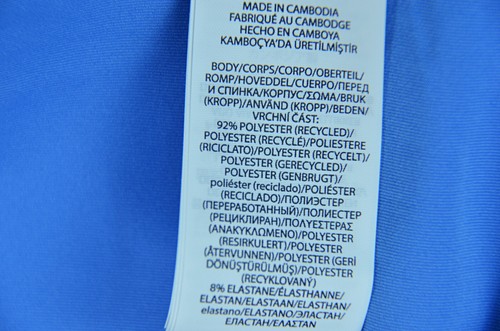 MADE IN CAMBODIA
FABRIQUÉ AU CAMBODGE
HECHO EN CAMBOYA
KAMBOÇYA'DA ÜRETİLMİŞTİR
BODY/CORPS/CORPO/OBERTEIL/
ROMP/HOVEDDEL/CUERPO/ПЕРЕД
И СПИНКА/КОРПУС/ΣΩΜΑ/BRUK
(KROPP)/ANVÄND (KROPP)/BEDEN/
VRCHNÍ ČÁST:
92% POLYESTER (RECYCLED)/
POLYESTER (RECYCLÉ)/POLIESTERE
(RICICLATO)/POLYESTER (RECYCELT)/
POLYESTER (GERECYCLED)/
POLYESTER (GENBRUGT)/
poliéster (reciclado)/POLIÉSTER
(RECICLADO)/ПОЛИЭСТЕР
(ПЕРЕРАБОТАННЫЙ)/ПОЛИЕСТЕР
(РЕЦИКЛИРАН)/ΠΟΛΥΕΣΤΕΡΑΣ
(ΑΝΑΚΥΚΛΩΜΕΝΟ)/POLYESTER
(RESIRKULERT)/POLYESTER
(ÅTERVUNNEN)/POLYESTER (GERİ
DÖNÜŞTÜRÜLMÜŞ)/POLYESTER
(RECYKLOVANÝ)
8% ELASTANE/ÉLASTHANNE/
ELASTAN/ELASTAAN/ELASTHAN/
elastano/ELASTANO/ЭЛАСТАН/
ЕЛАСТАН/ΕΛΑΣΤΑΝ